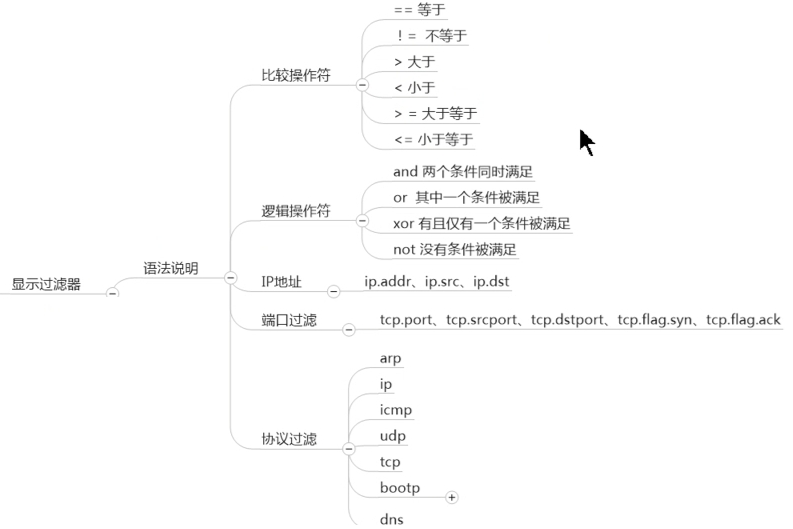 == 等于
! =  不等于
> 大于
比较操作符
< 小于
> = 大于等于
<= 小于等于
and 两个条件同时满足
or  其中一个条件被满足
逻辑操作符
xor 有且仅有一个条件被满足
not 没有条件被满足
语法说明
显示过滤器
IP地址
ip.addr、ip.src、ip.dst
端口过滤
tcp.port、tcp.srcport、tcp.dstport、tcp.flag.syn、tcp.flag.ack
arp
ip
icmp
协议过滤
udp
tcp
bootp
dns